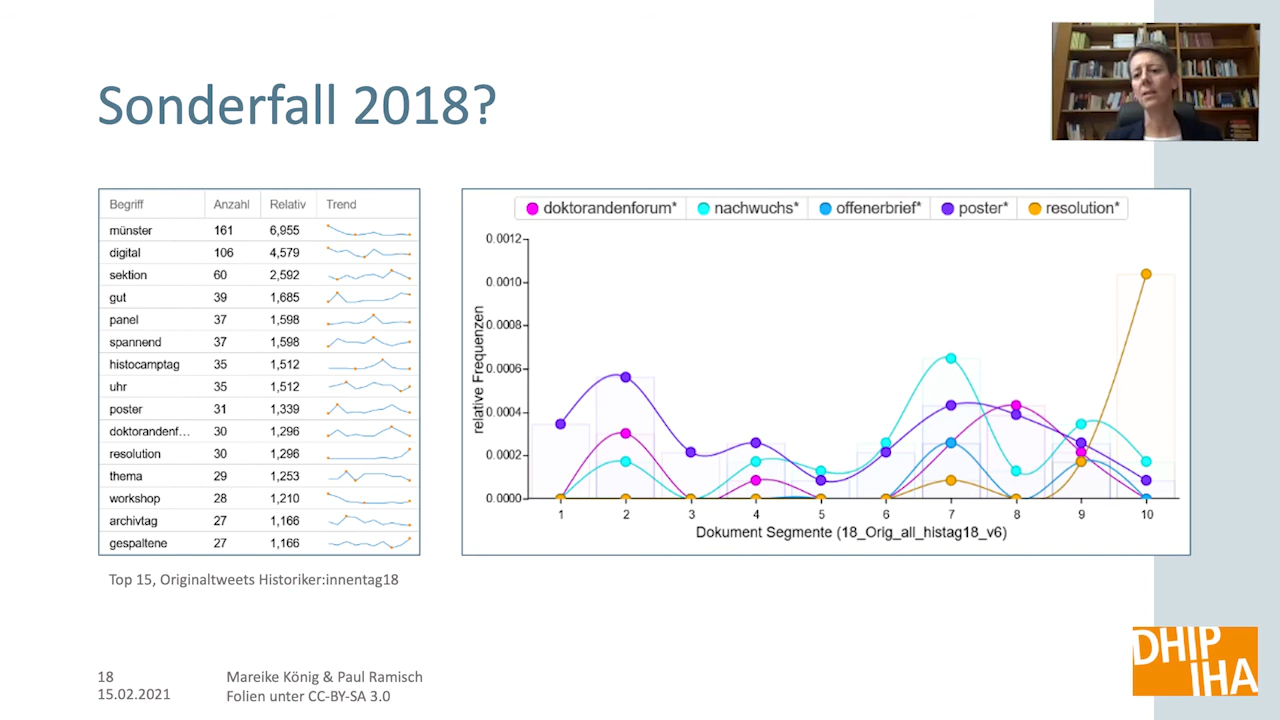 Sonderfall 2018?
Begriff Anzahl Relativ Trend
münster 161 6,955
digital 106 4,579
sektion 60 2,592
gut 39 1,685
panel 37 1,598
spannend 37 1,598
histocamptag 35 1,512
uhr 35 1,512
poster 31 1,339
doktorandenf... 30 1,296
resolution 30 1,296
thema 29 1,253
workshop 28 1,210
archivtag 27 1,166
gespaltene 27 1,166
Top 15, Originaltweets Historiker:innentag18
doktorandenforum* nachwuchs* offenerbrief* poster* resolution*
relative Frequenzen
0.0012
0.0010
0.0008
0.0006
0.0004
0.0002
0.0000
1 2 3 4 5 6 7 8 9 10
Dokument Segmente (18_Orig_all_histag18_v6)
18
15.02.2021
Mareike König & Paul Ramisch
Folien unter CC-BY-SA 3.0
DHIP
IHA